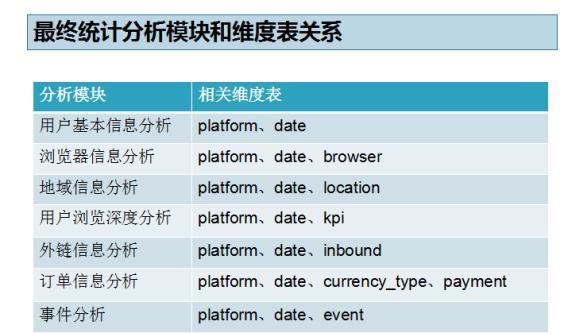 最终统计分析模块和维度表关系
分析模块 相关维度表
用户基本信息分析 platform、date
浏览器信息分析 platform、date、browser
地域信息分析 platform、date、location
用户浏览深度分析 platform、date、kpi
外链信息分析 platform、date、inbound
订单信息分析 platform、date、currency_type、payment
事件分析 platform、date、event